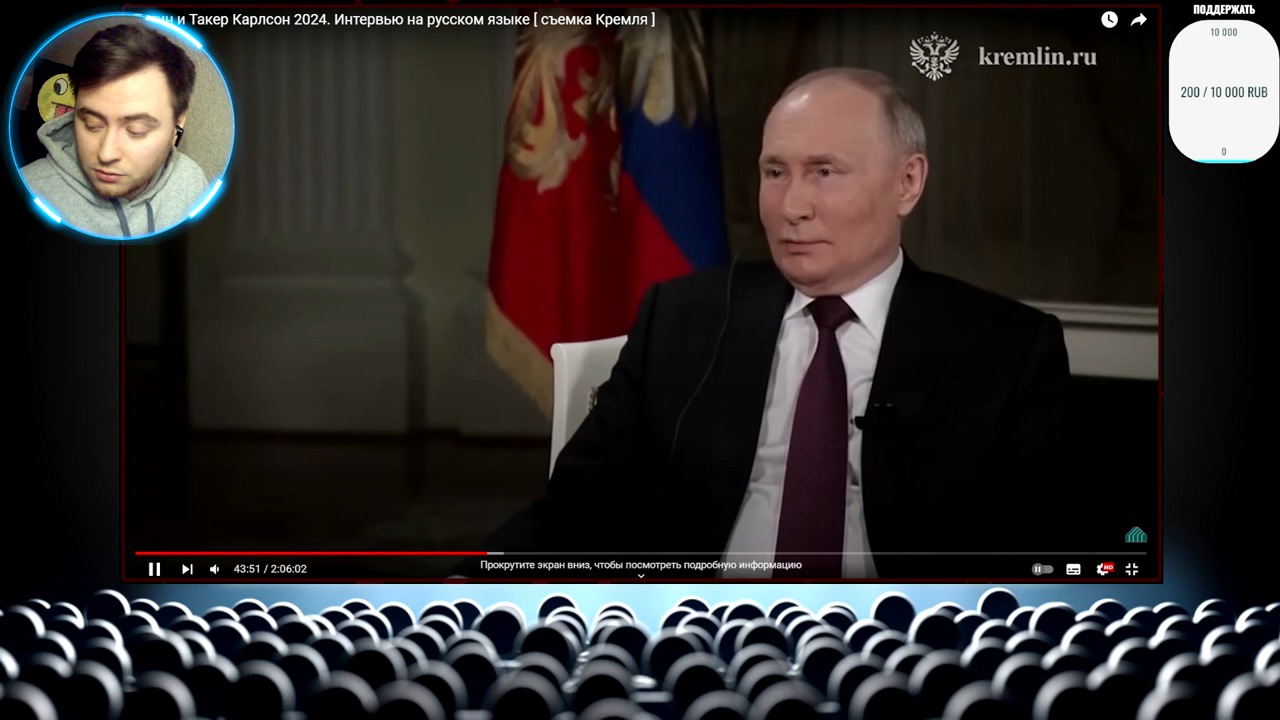 и Такер Карлсон 2024. Интервью на русском языке [ съемка Кремля ]
ПОДДЕРЖАТЬ
10 000
kremlin.ru
200 / 10 000 RUB
0
Прокрутите экран вниз, чтобы посмотреть подробную информацию
43:51 / 2:06:02
HD